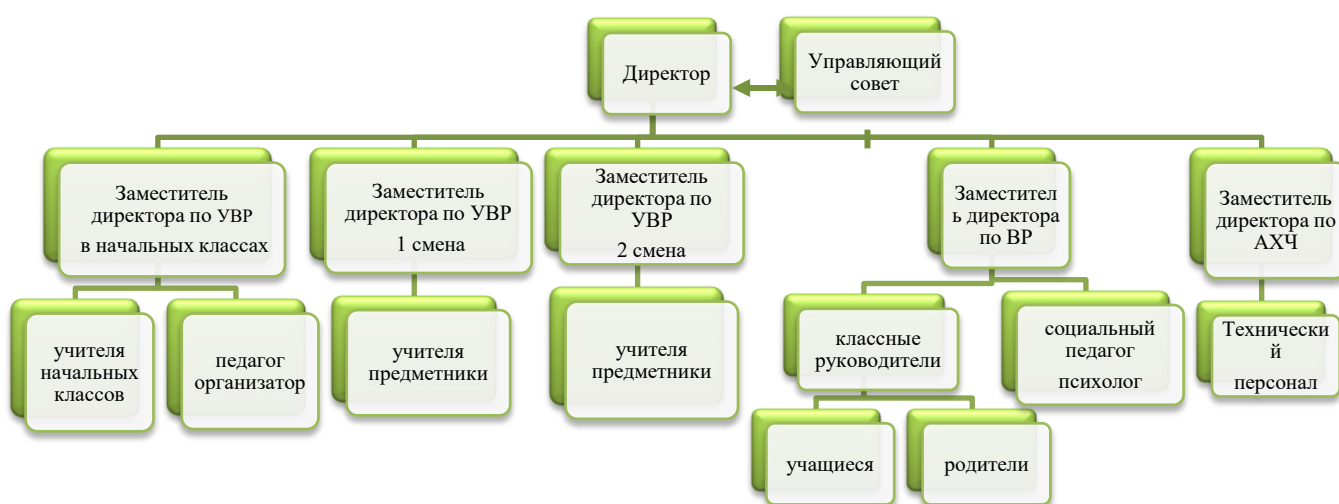 Директор
Управляющий
совет
Заместитель
директора по УВР
в начальных классах
Заместитель
директора по УВР
1 смена
Заместитель
директора по
УВР
2 смена
Заместител
ь директора
по ВР
Заместитель
директора по
АХЧ
учителя
начальных
классов
педагог
организатор
учителя
предметники
учителя
предметники
классные
руководители
социальный
педагог
психолог
Технически
й
персонал
учащиеся
родители